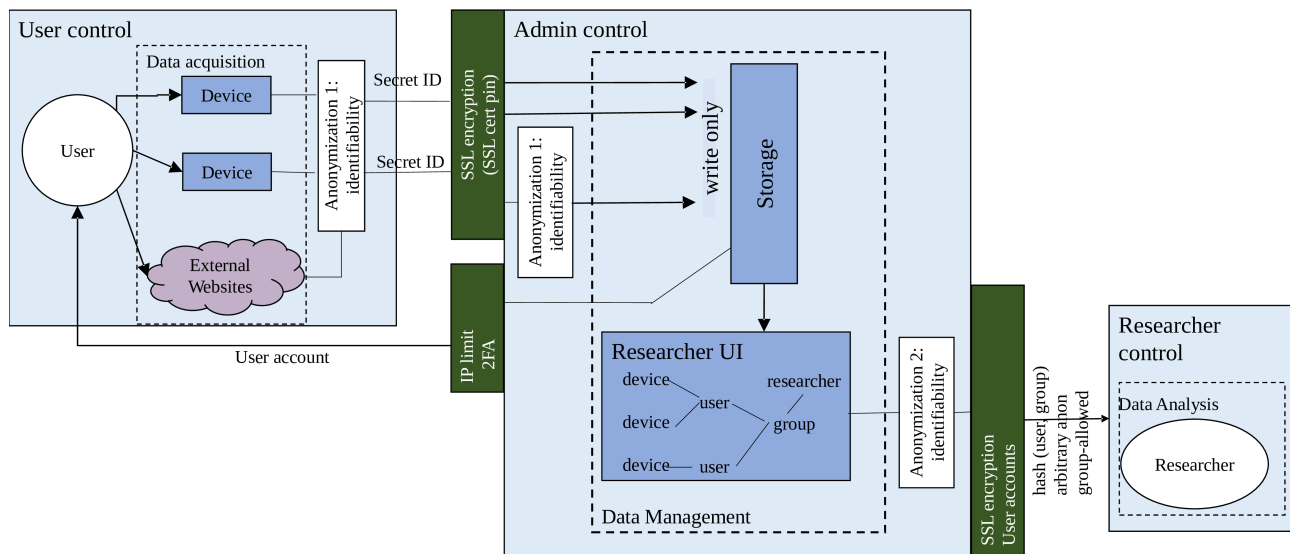 User control
Data acquisition
Device
Device
User
External
Websites
Anonymization 1:
identifiability
Secret ID
Secret ID
SSL encryption
(SSL cert pin)
User account
IP limit
2FA
Admin control
Anonymization 1:
identifiability
write only
Storage
Researcher UI
device
researcher
user
device
group
device
user
Data Management
Anonymization 2:
identifiability
SSL encryption
User accounts
hash (user, group)
arbitrary anon
group-allowed
Researcher
control
Data Analysis
Researcher